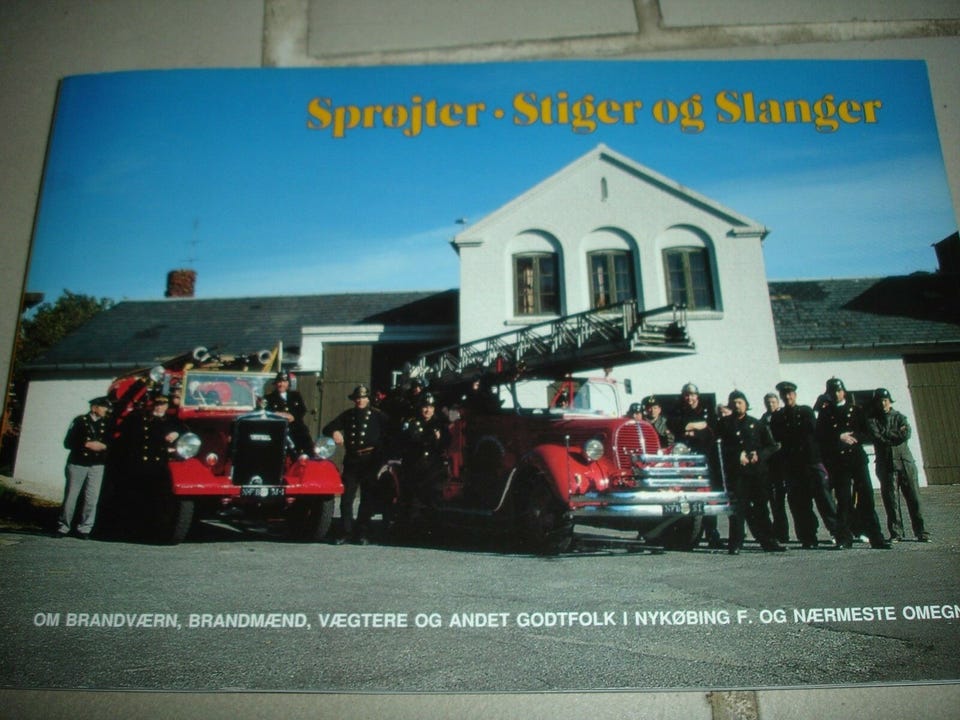 Sprøjter · Stiger og Slanger
OM BRANDVÆRN, BRANDMÆND, VÆGTERE OG ANDET GODTFOLK I NYKØBING F. OG NÆRMESTE OMEGN